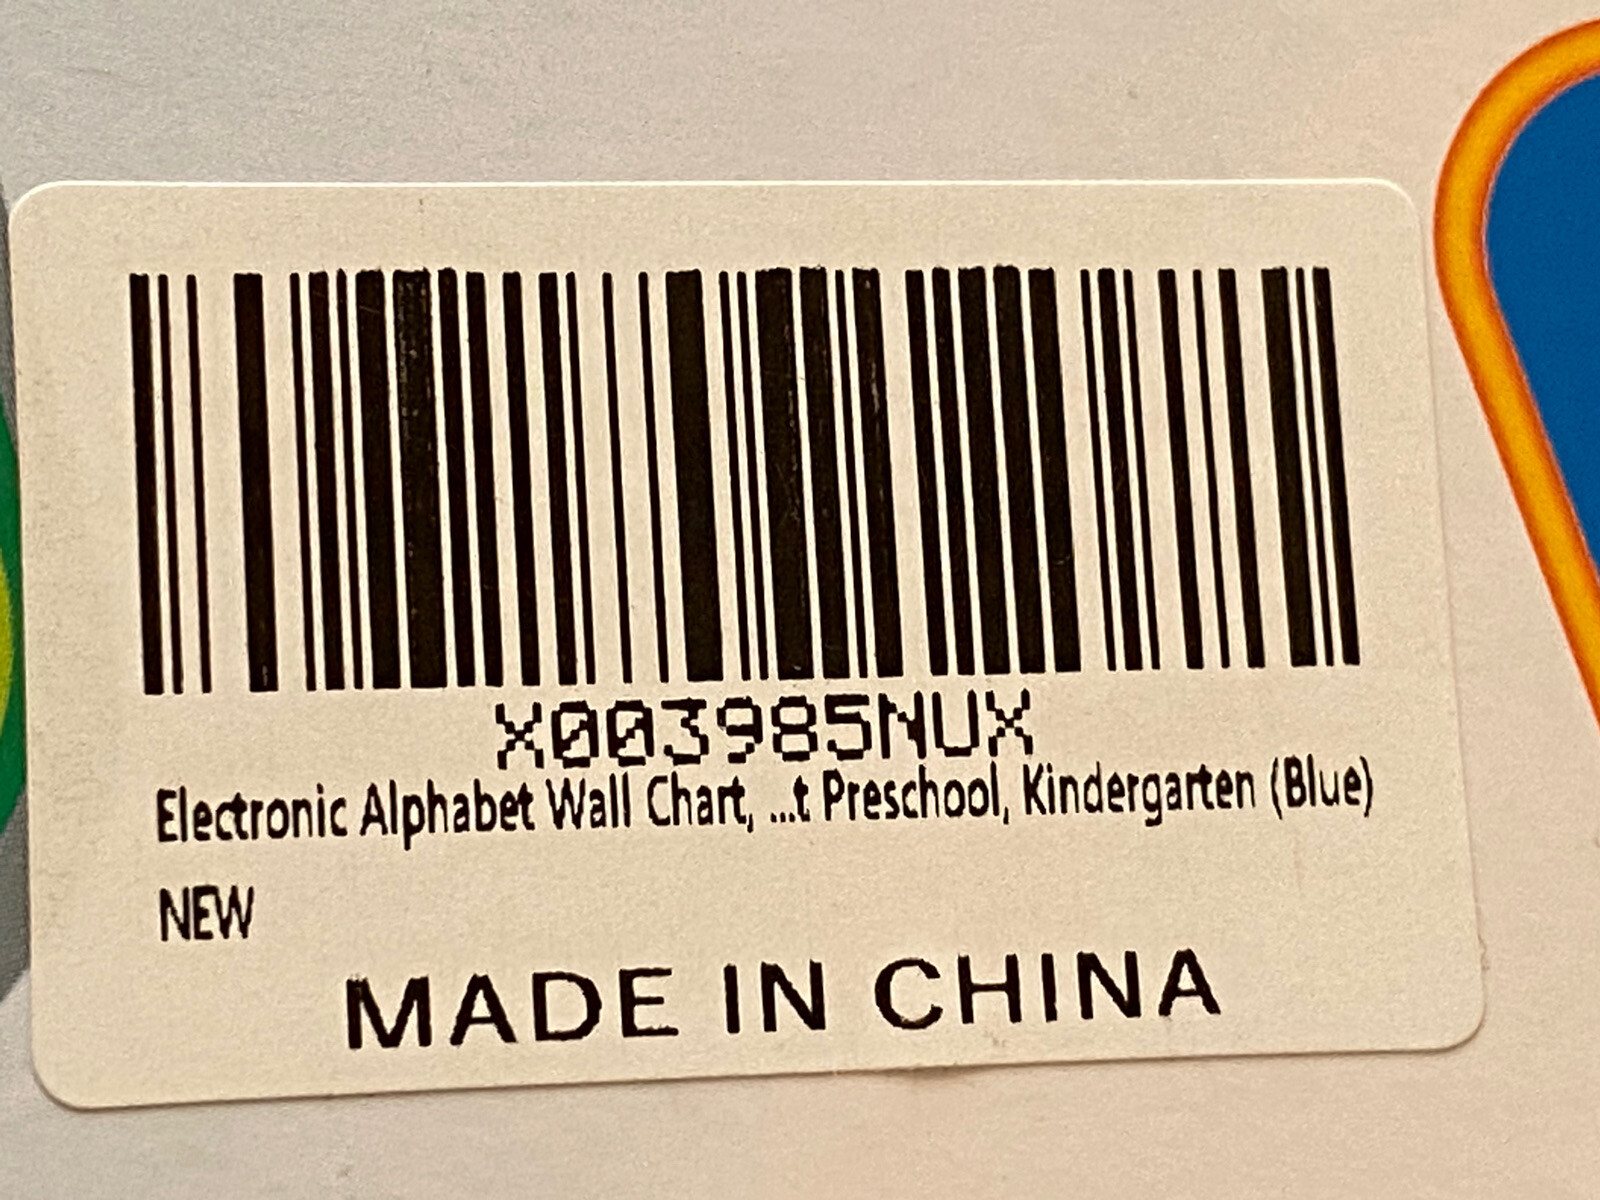 X003985NUX
Electronic Alphabet Wall Chart, ...t Preschool, Kindergarten (Blue)
NEW
MADE IN CHINA